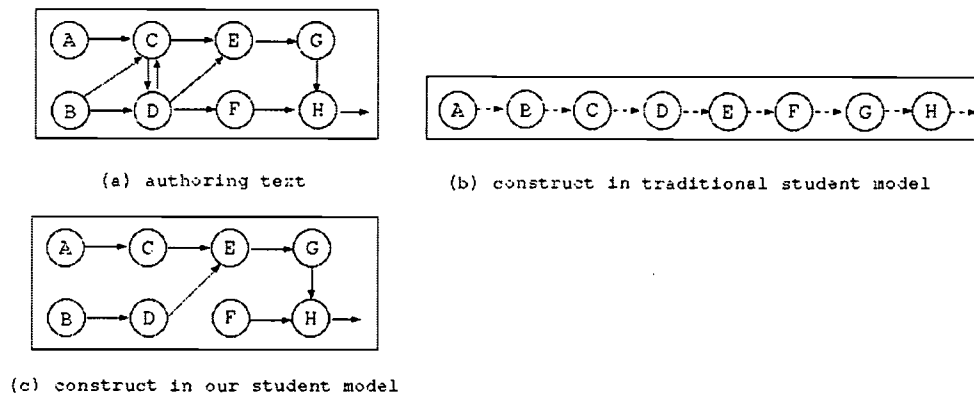 A C E G
B D F H
(a) authoring text
A B C D E F G H
(b) construct in traditional student model
A C E G
B D F H
(c) construct in our student model